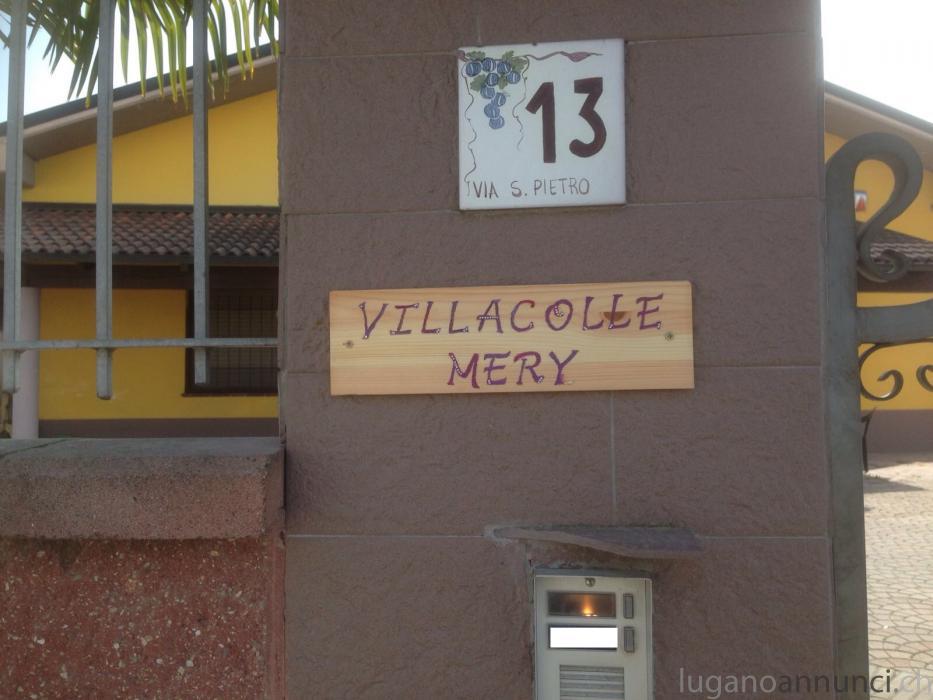 13
VIA S. PIETRO
VILLACOLLE
MERY
luganoannunci.ch